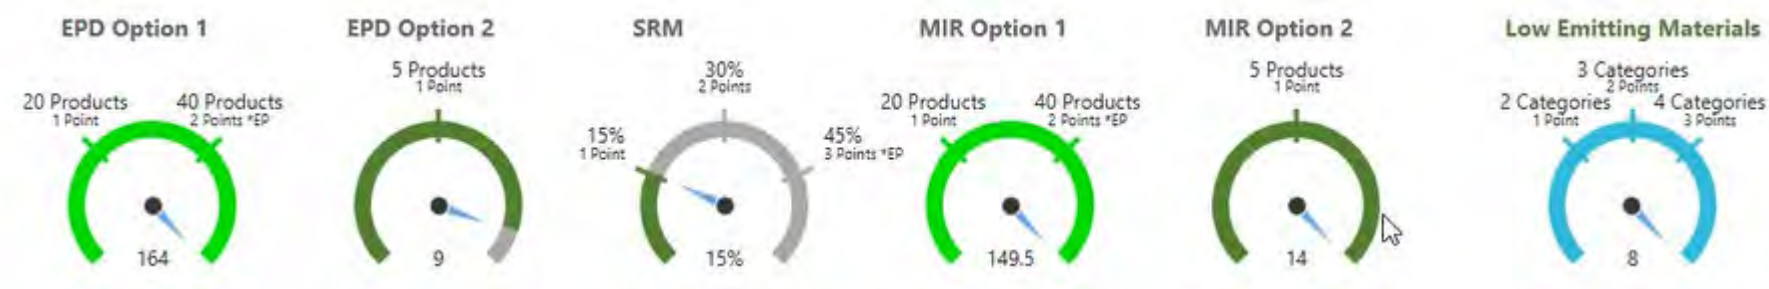 EPD Option 1
20 Products
1 Point
40 Products
2 Points *EP
164
EPD Option 2
5 Products
1 Point
9
SRM
30%
2 Points
15%
1 Point
45%
3 Points *EP
15%
MIR Option 1
20 Products
1 Point
40 Products
2 Points *EP
149.5
MIR Option 2
5 Products
1 Point
14
Low Emitting Materials
3 Categories
2 Points
2 Categories
1 Point
4 Categories
3 Points
8